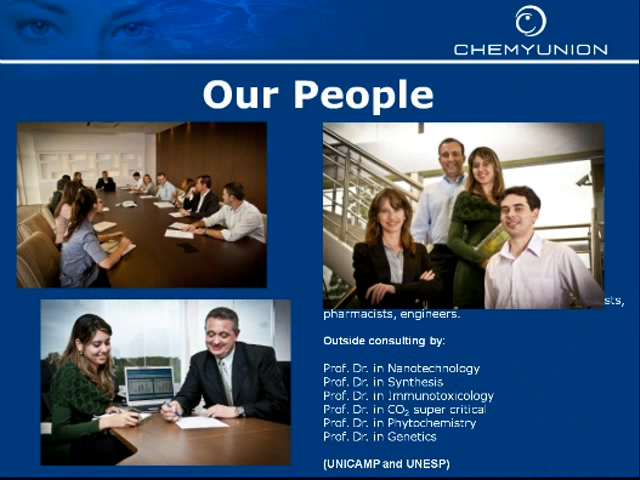 CHEMYUNION
Our People
sts,
pharmacists, engineers.
Outside consulting by:
Prof. Dr. in Nanotechnology
Prof. Dr. in Synthesis
Prof. Dr. in Immunotoxicology
Prof. Dr. in CO₂ super critical
Prof. Dr. in Phytochemistry
Prof. Dr. in Genetics
(UNICAMP and UNESP)